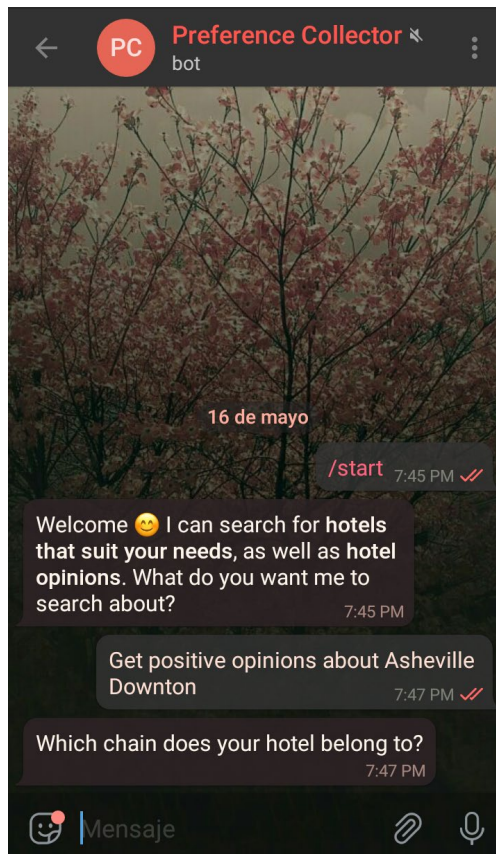 PC
Preference Collector
bot
16 de mayo
/start
7:45 PM
Welcome 😊 I can search for hotels
that suit your needs, as well as hotel
opinions. What do you want me to
search about?
7:45 PM
Get positive opinions about Asheville
Downton
7:47 PM
Which chain does your hotel belong to?
7:47 PM
Mensaje